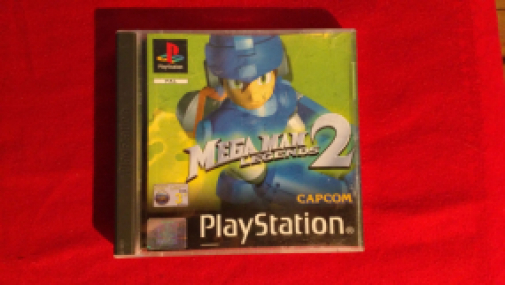 PlayStation
MEGA MAN
LEGENDS 2
CAPCOM
PlayStation